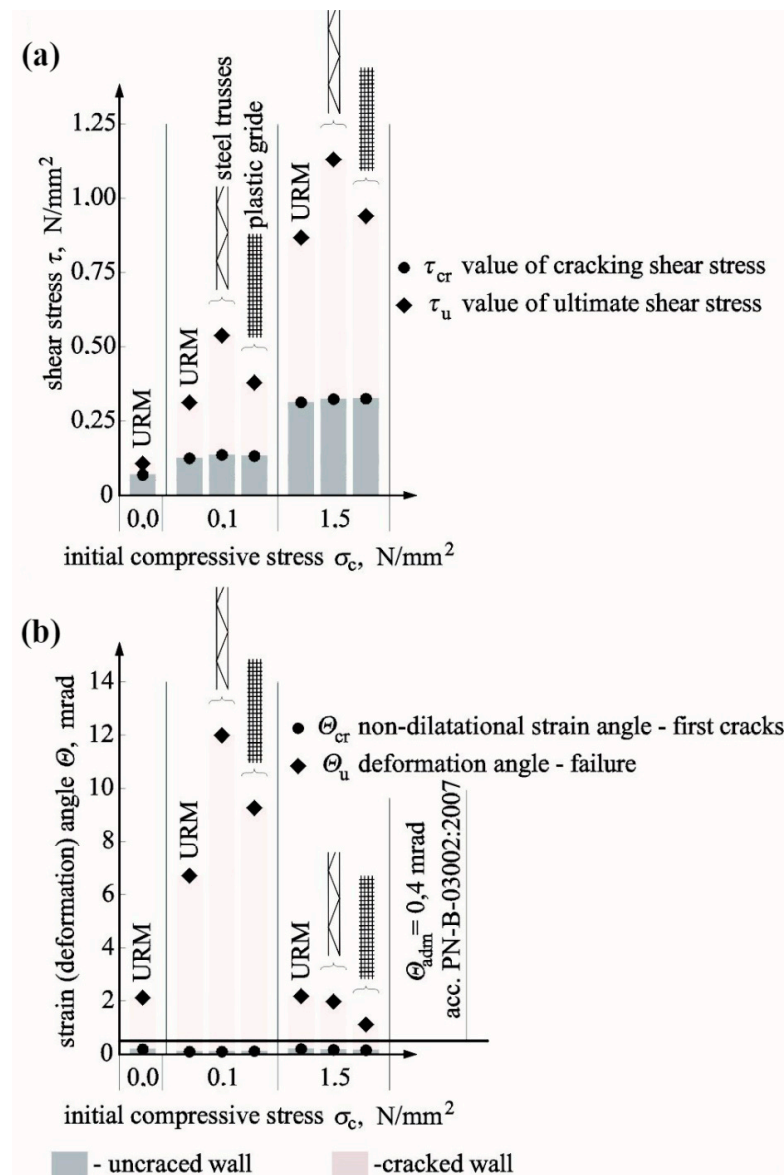 (a)
shear stress τ, N/mm²
1.25
1.00
0.75
0.50
0.25
0
URM
URM
steel trusses
plastic gride
URM
τcr value of cracking shear stress
τu value of ultimate shear stress
0,0 0,1 1,5
initial compressive stress σc, N/mm²
(b)
strain (deformation) angle Θ, mrad
14
12
10
8
6
4
2
0
URM
URM
URM
Θcr non-dilatational strain angle - first cracks
Θu deformation angle - failure
Θadm = 0,4 mrad
acc. PN-B-03002:2007
0,0 0,1 1,5
initial compressive stress σc, N/mm²
- uncraced wall -cracked wall